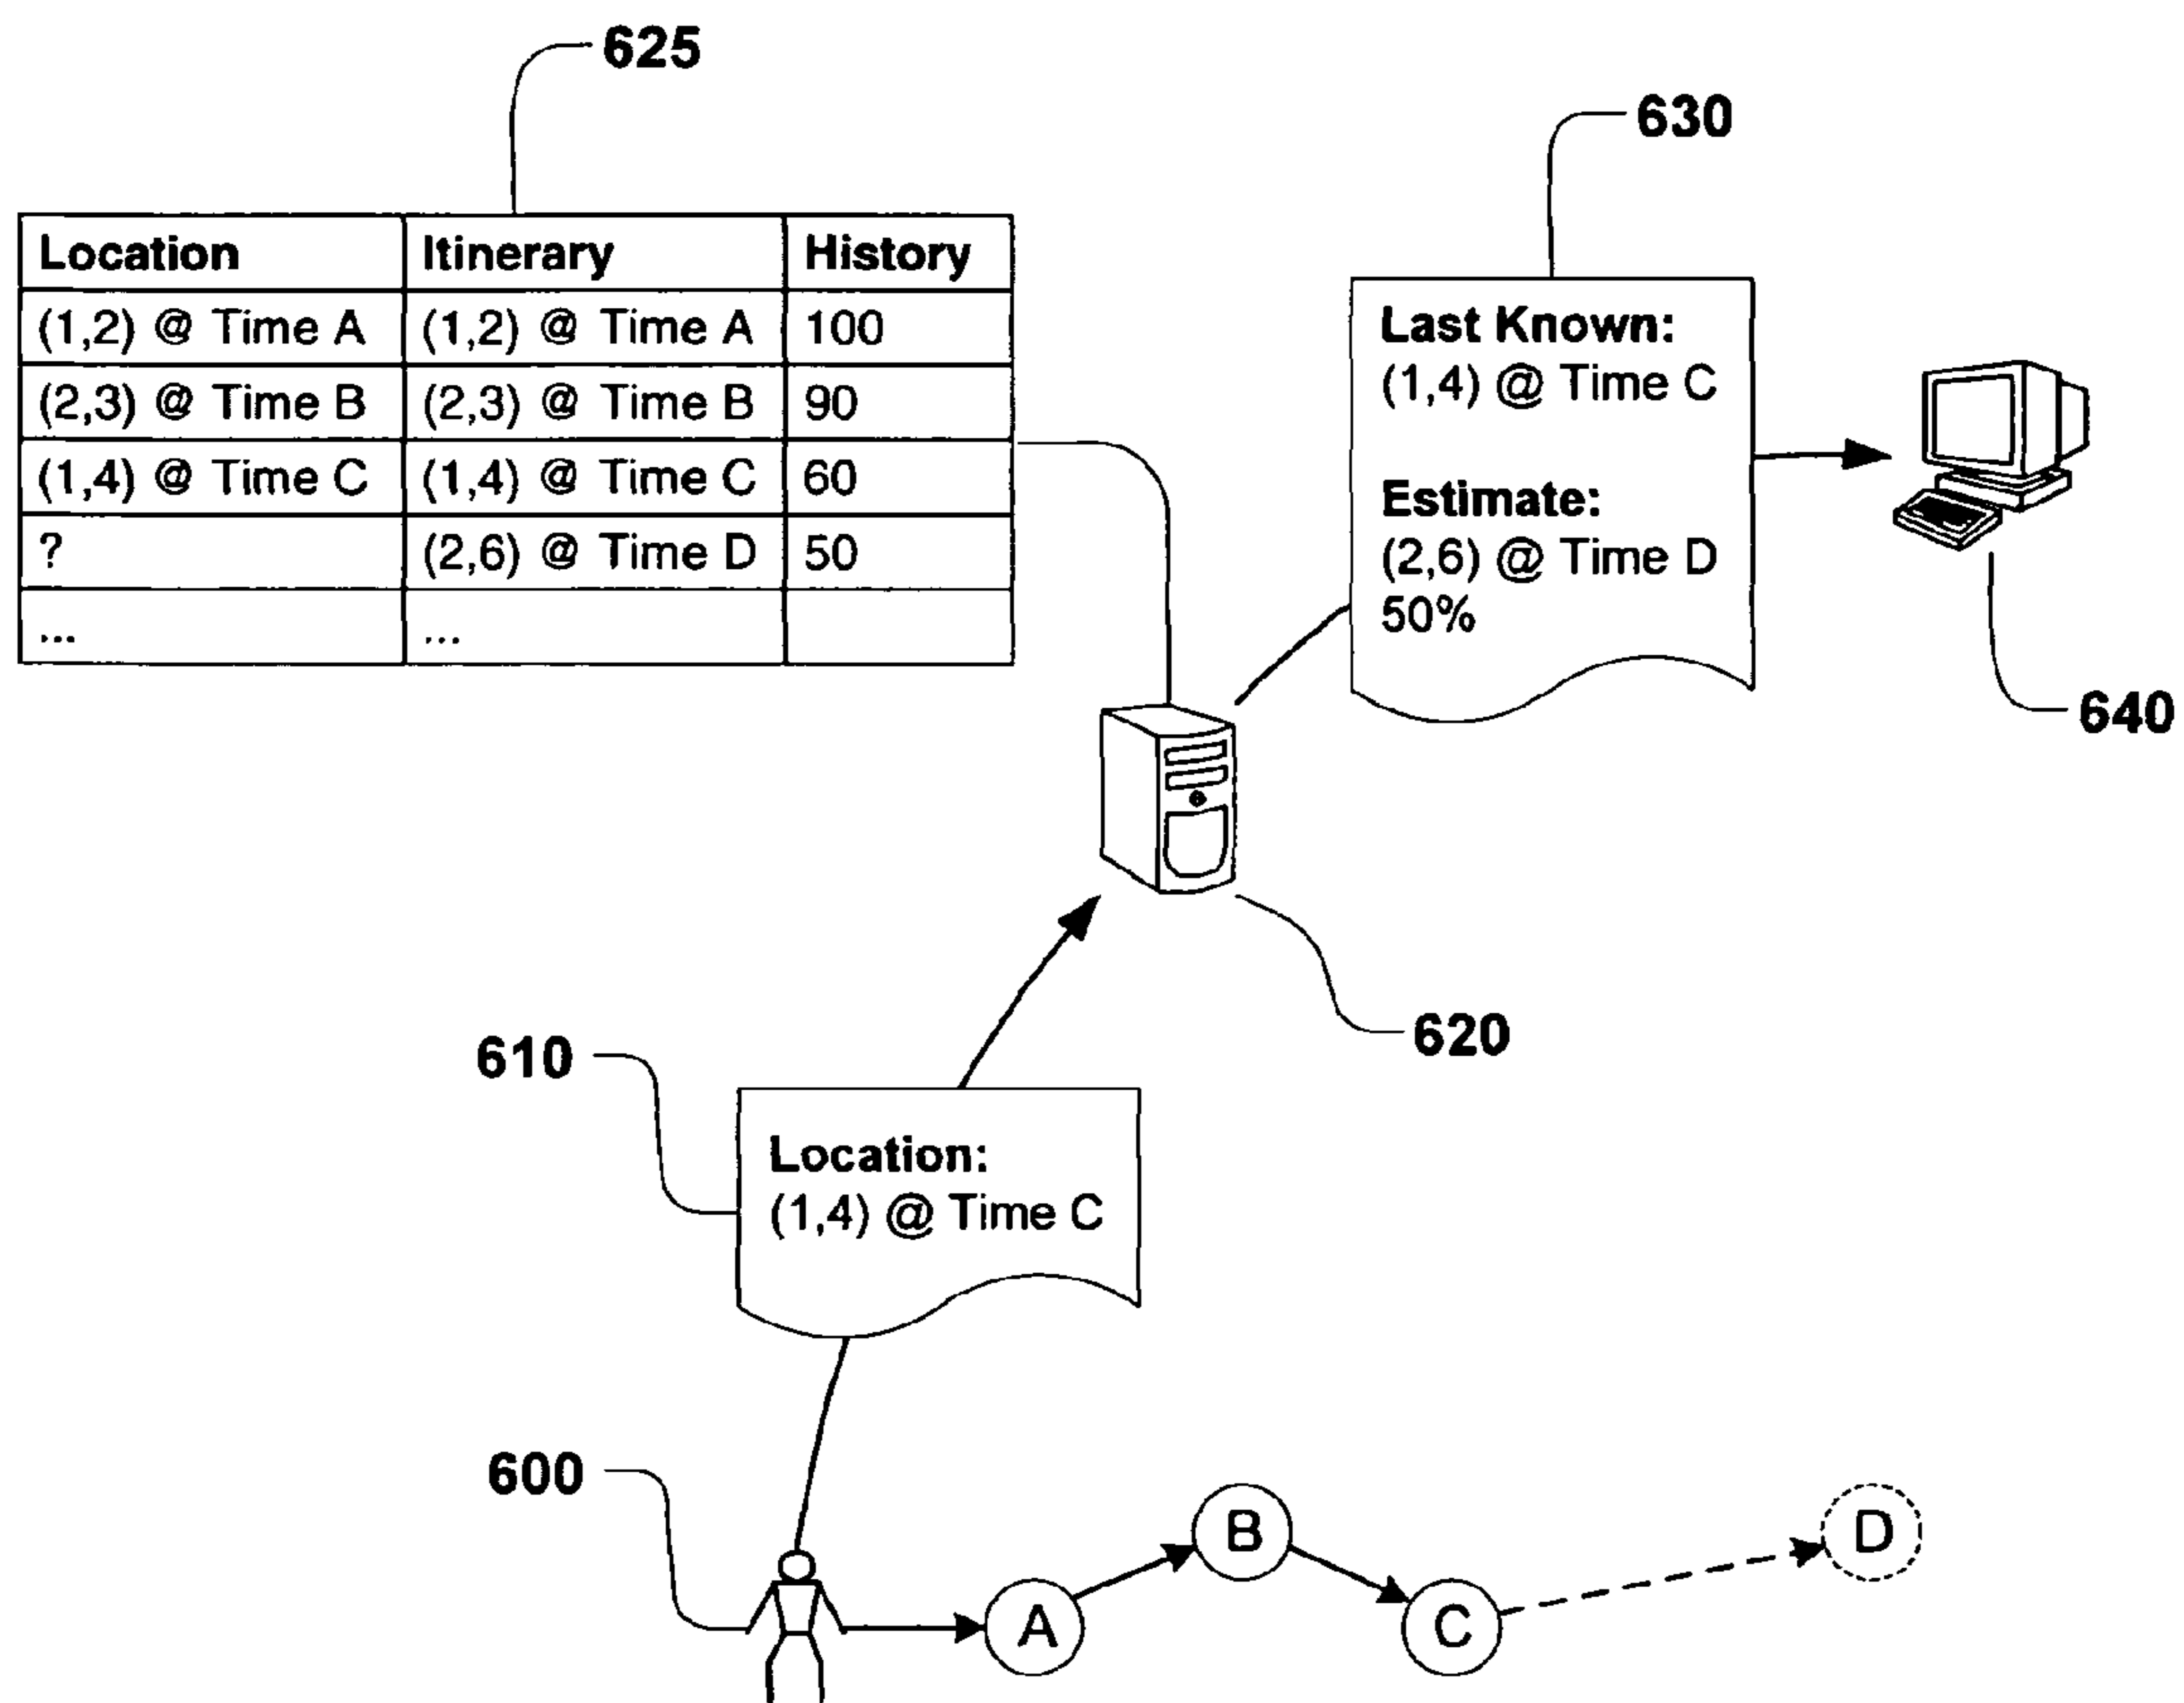 625
630
Location Itinerary History
(1,2) @ Time A (1,2) @ Time A 100
(2,3) @ Time B (2,3) @ Time B 90
(1,4) @ Time C (1,4) @ Time C 60
? (2,6) @ Time D 50
... ...
Last Known:
(1,4) @ Time C
Estimate:
(2,6) @ Time D
50%
640
620
610
Location:
(1,4) @ Time C
600
A
B
C
D